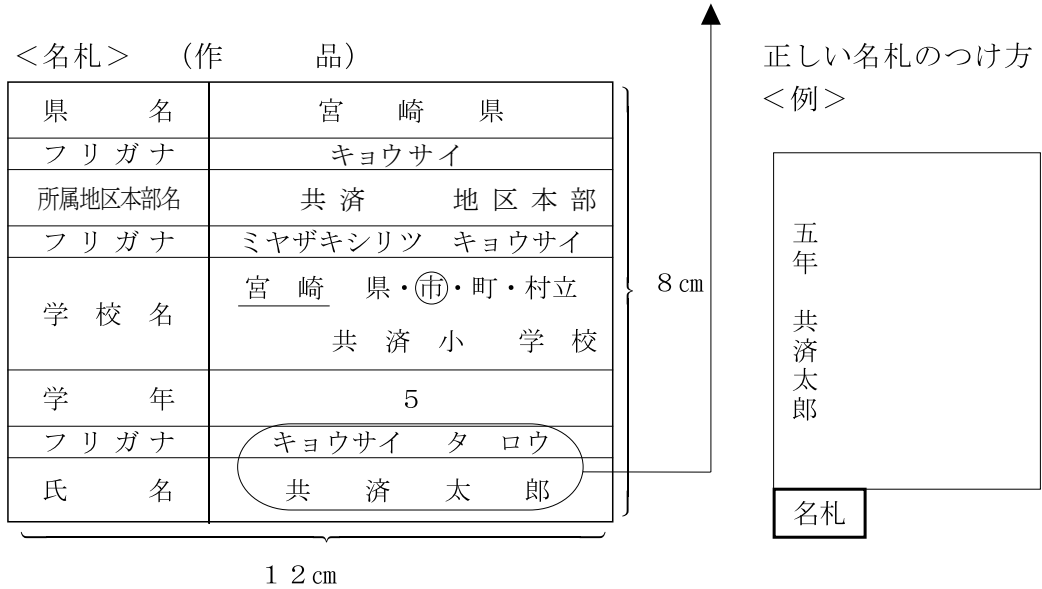 ＜名札＞　（作　　　品）
県　　名　宮　崎　県
フリガナ　キョウサイ
所属地区本部名　共済　　地区本部
フリガナ　ミヤザキシリツ　キョウサイ
学校名　宮　崎　県・市・町・村立
共　済　小　学　校
学　　年　５
フリガナ　キョウサイ　タ　ロウ
氏　　名　共　済　太　郎
８㎝
１２㎝
正しい名札のつけ方
＜例＞
五年　共済太郎
名札